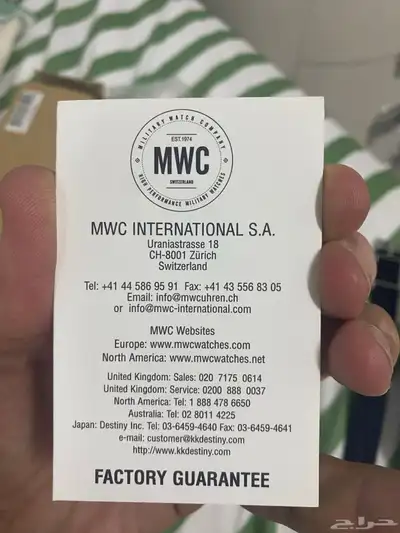 MILITARY WATCH COMPANY
EST.1974
MWC
SWITZERLAND
HIGH PERFORMANCE MILITARY WATCHES
MWC INTERNATIONAL S.A.
Uraniastrasse 18
CH-8001 Zürich
Switzerland
Tel: +41 44 586 95 91 Fax: +41 43 556 83 05
Email: info@mwcuhren.ch
or info@mwc-international.com
MWC Websites
Europe: www.mwcwatches.com
North America: www.mwcwatches.net
United Kingdom: Sales: 020 7175 0614
United Kingdom: Service: 0200 888 0037
North America: Tel: 1 888 478 6650
Australia: Tel: 02 8011 4225
Japan: Destiny Inc. Tel: 03-6459-4640 Fax: 03-6459-4641
e-mail: customer@kkdestiny.com
http://www.kkdestiny.com
FACTORY GUARANTEE
حراج